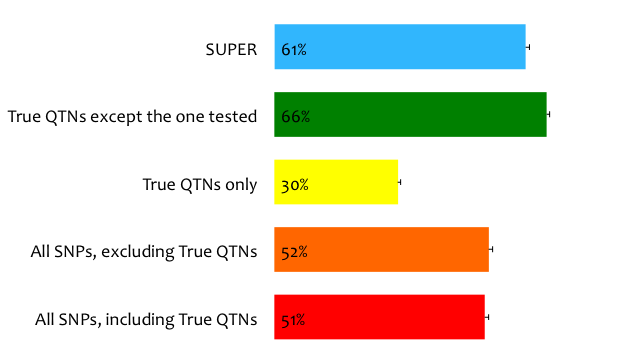 SUPER 61%
True QTNs except the one tested 66%
True QTNs only 30%
All SNPs, excluding True QTNs 52%
All SNPs, including True QTNs 51%